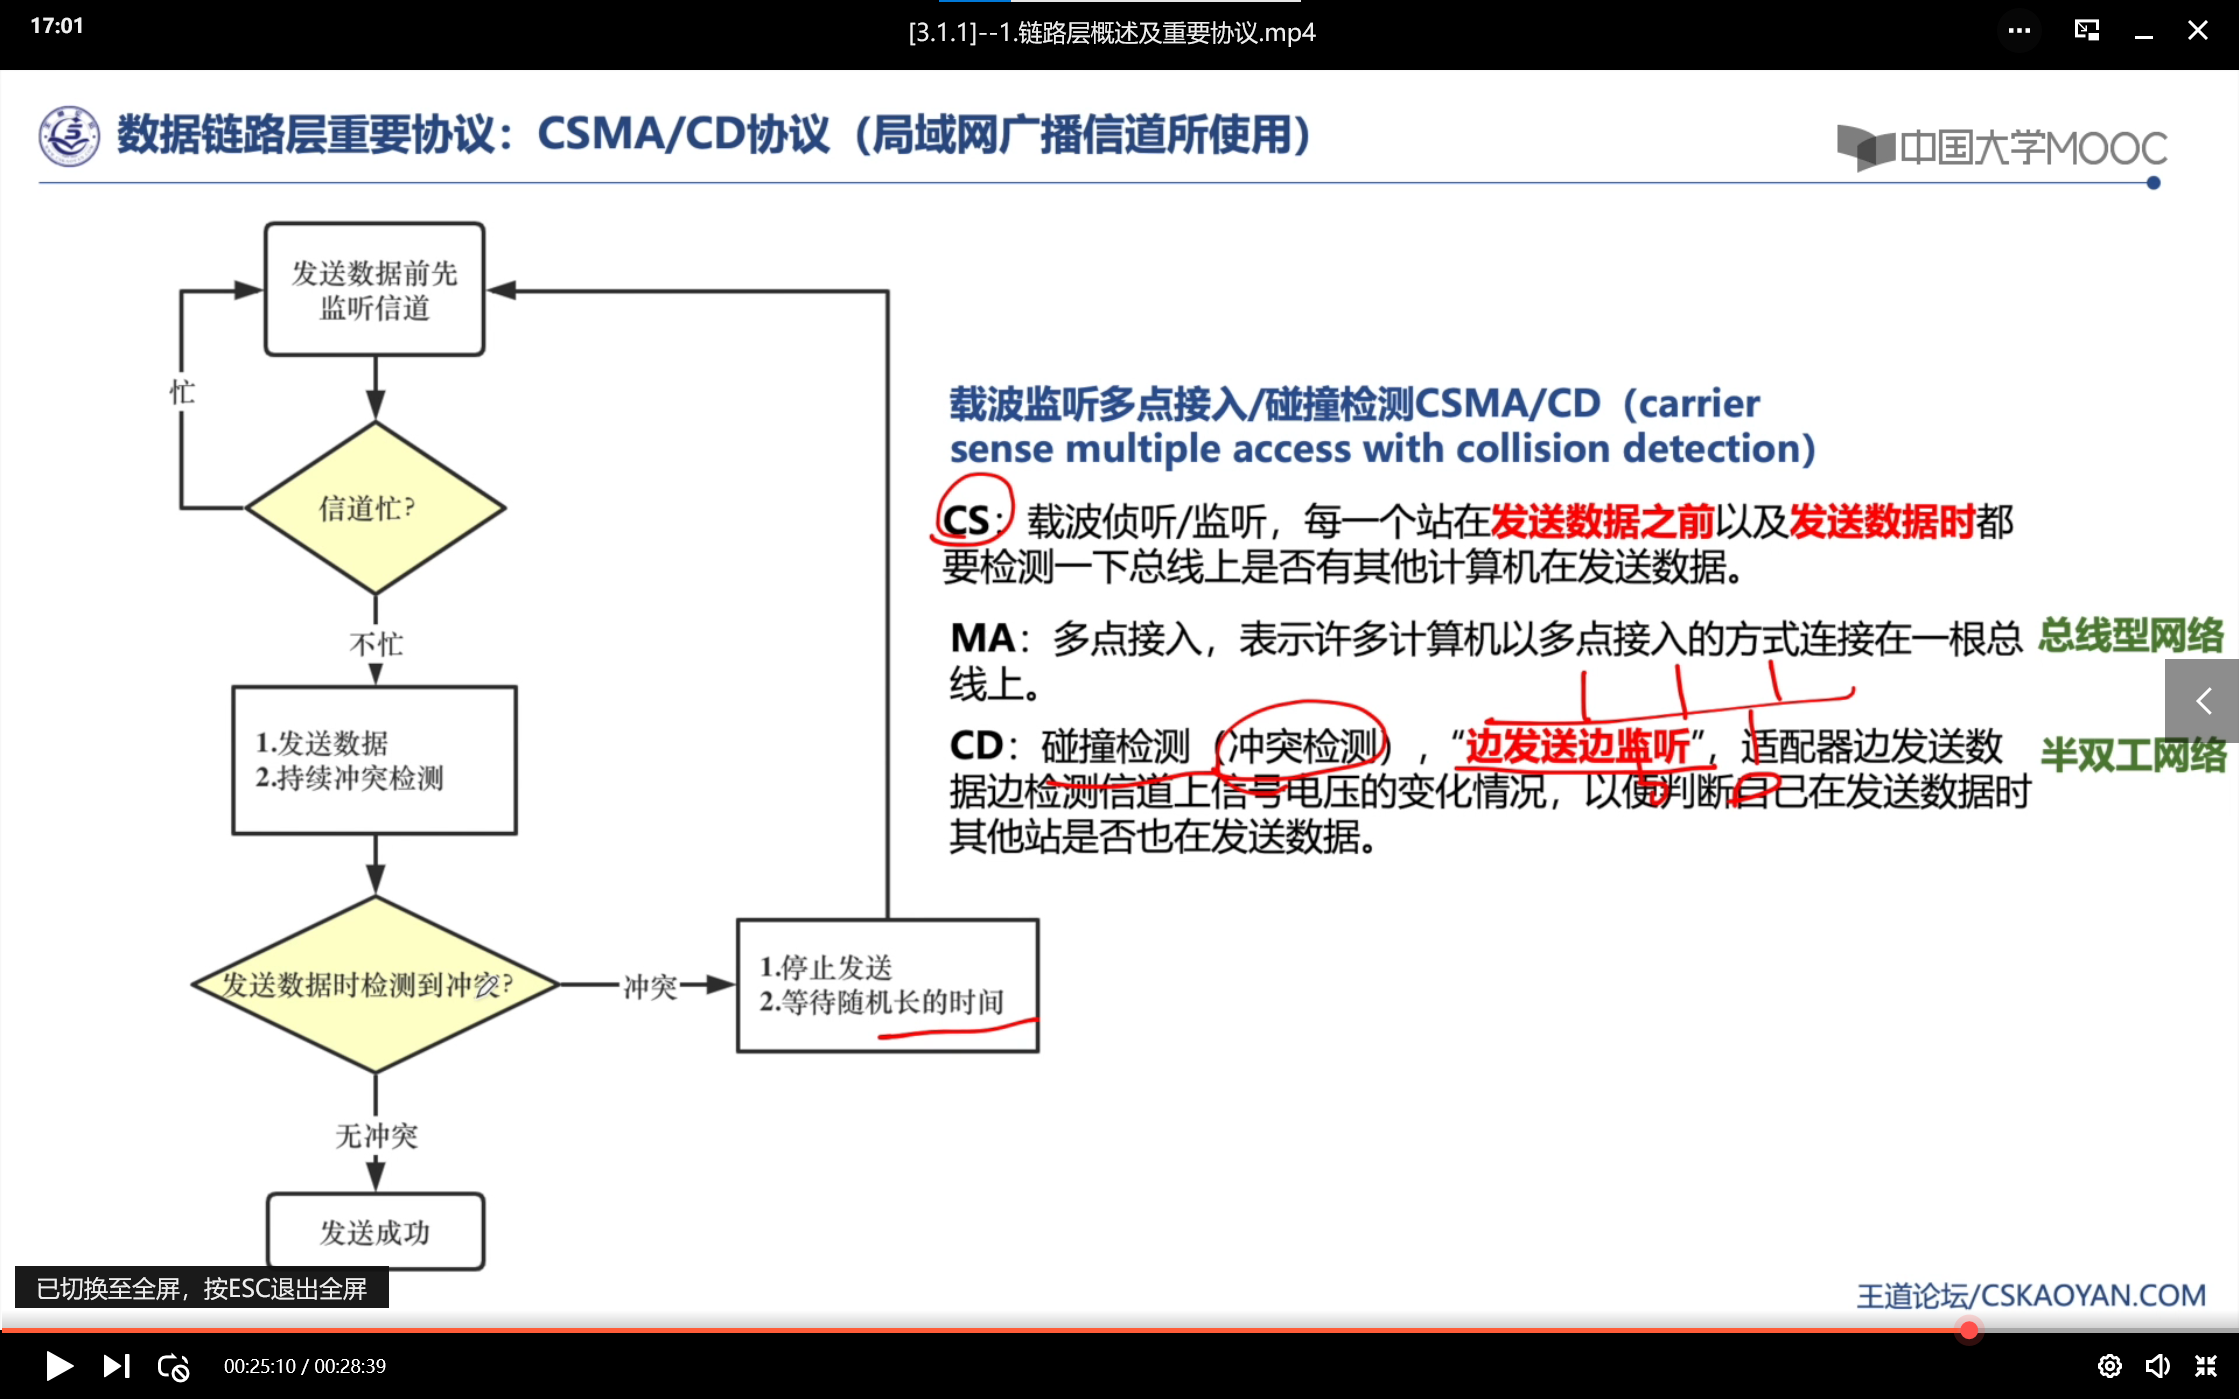 17:01
[3.1.1]--1.链路层概述及重要协议.mp4
数据链路层重要协议：CSMA/CD协议（局域网广播信道所使用）
中国大学MOOC
发送数据前先
监听信道
忙
信道忙?
不忙
1.发送数据
2.持续冲突检测
发送数据时检测到冲突?
冲突
1.停止发送
2.等待随机长的时间
无冲突
发送成功
载波监听多点接入/碰撞检测CSMA/CD（carrier
sense multiple access with collision detection）
CS：载波侦听/监听，每一个站在发送数据之前以及发送数据时都
要检测一下总线上是否有其他计算机在发送数据。
MA：多点接入，表示许多计算机以多点接入的方式连接在一根总
线上。
总线型网络
CD：碰撞检测（冲突检测），“边发送边监听”，适配器边发送数
据边检测信道上信号电压的变化情况，以便判断自己在发送数据时
其他站是否也在发送数据。
半双工网络
已切换至全屏，按ESC退出全屏
王道论坛/CSKAOYAN.COM
00:25:10 / 00:28:39